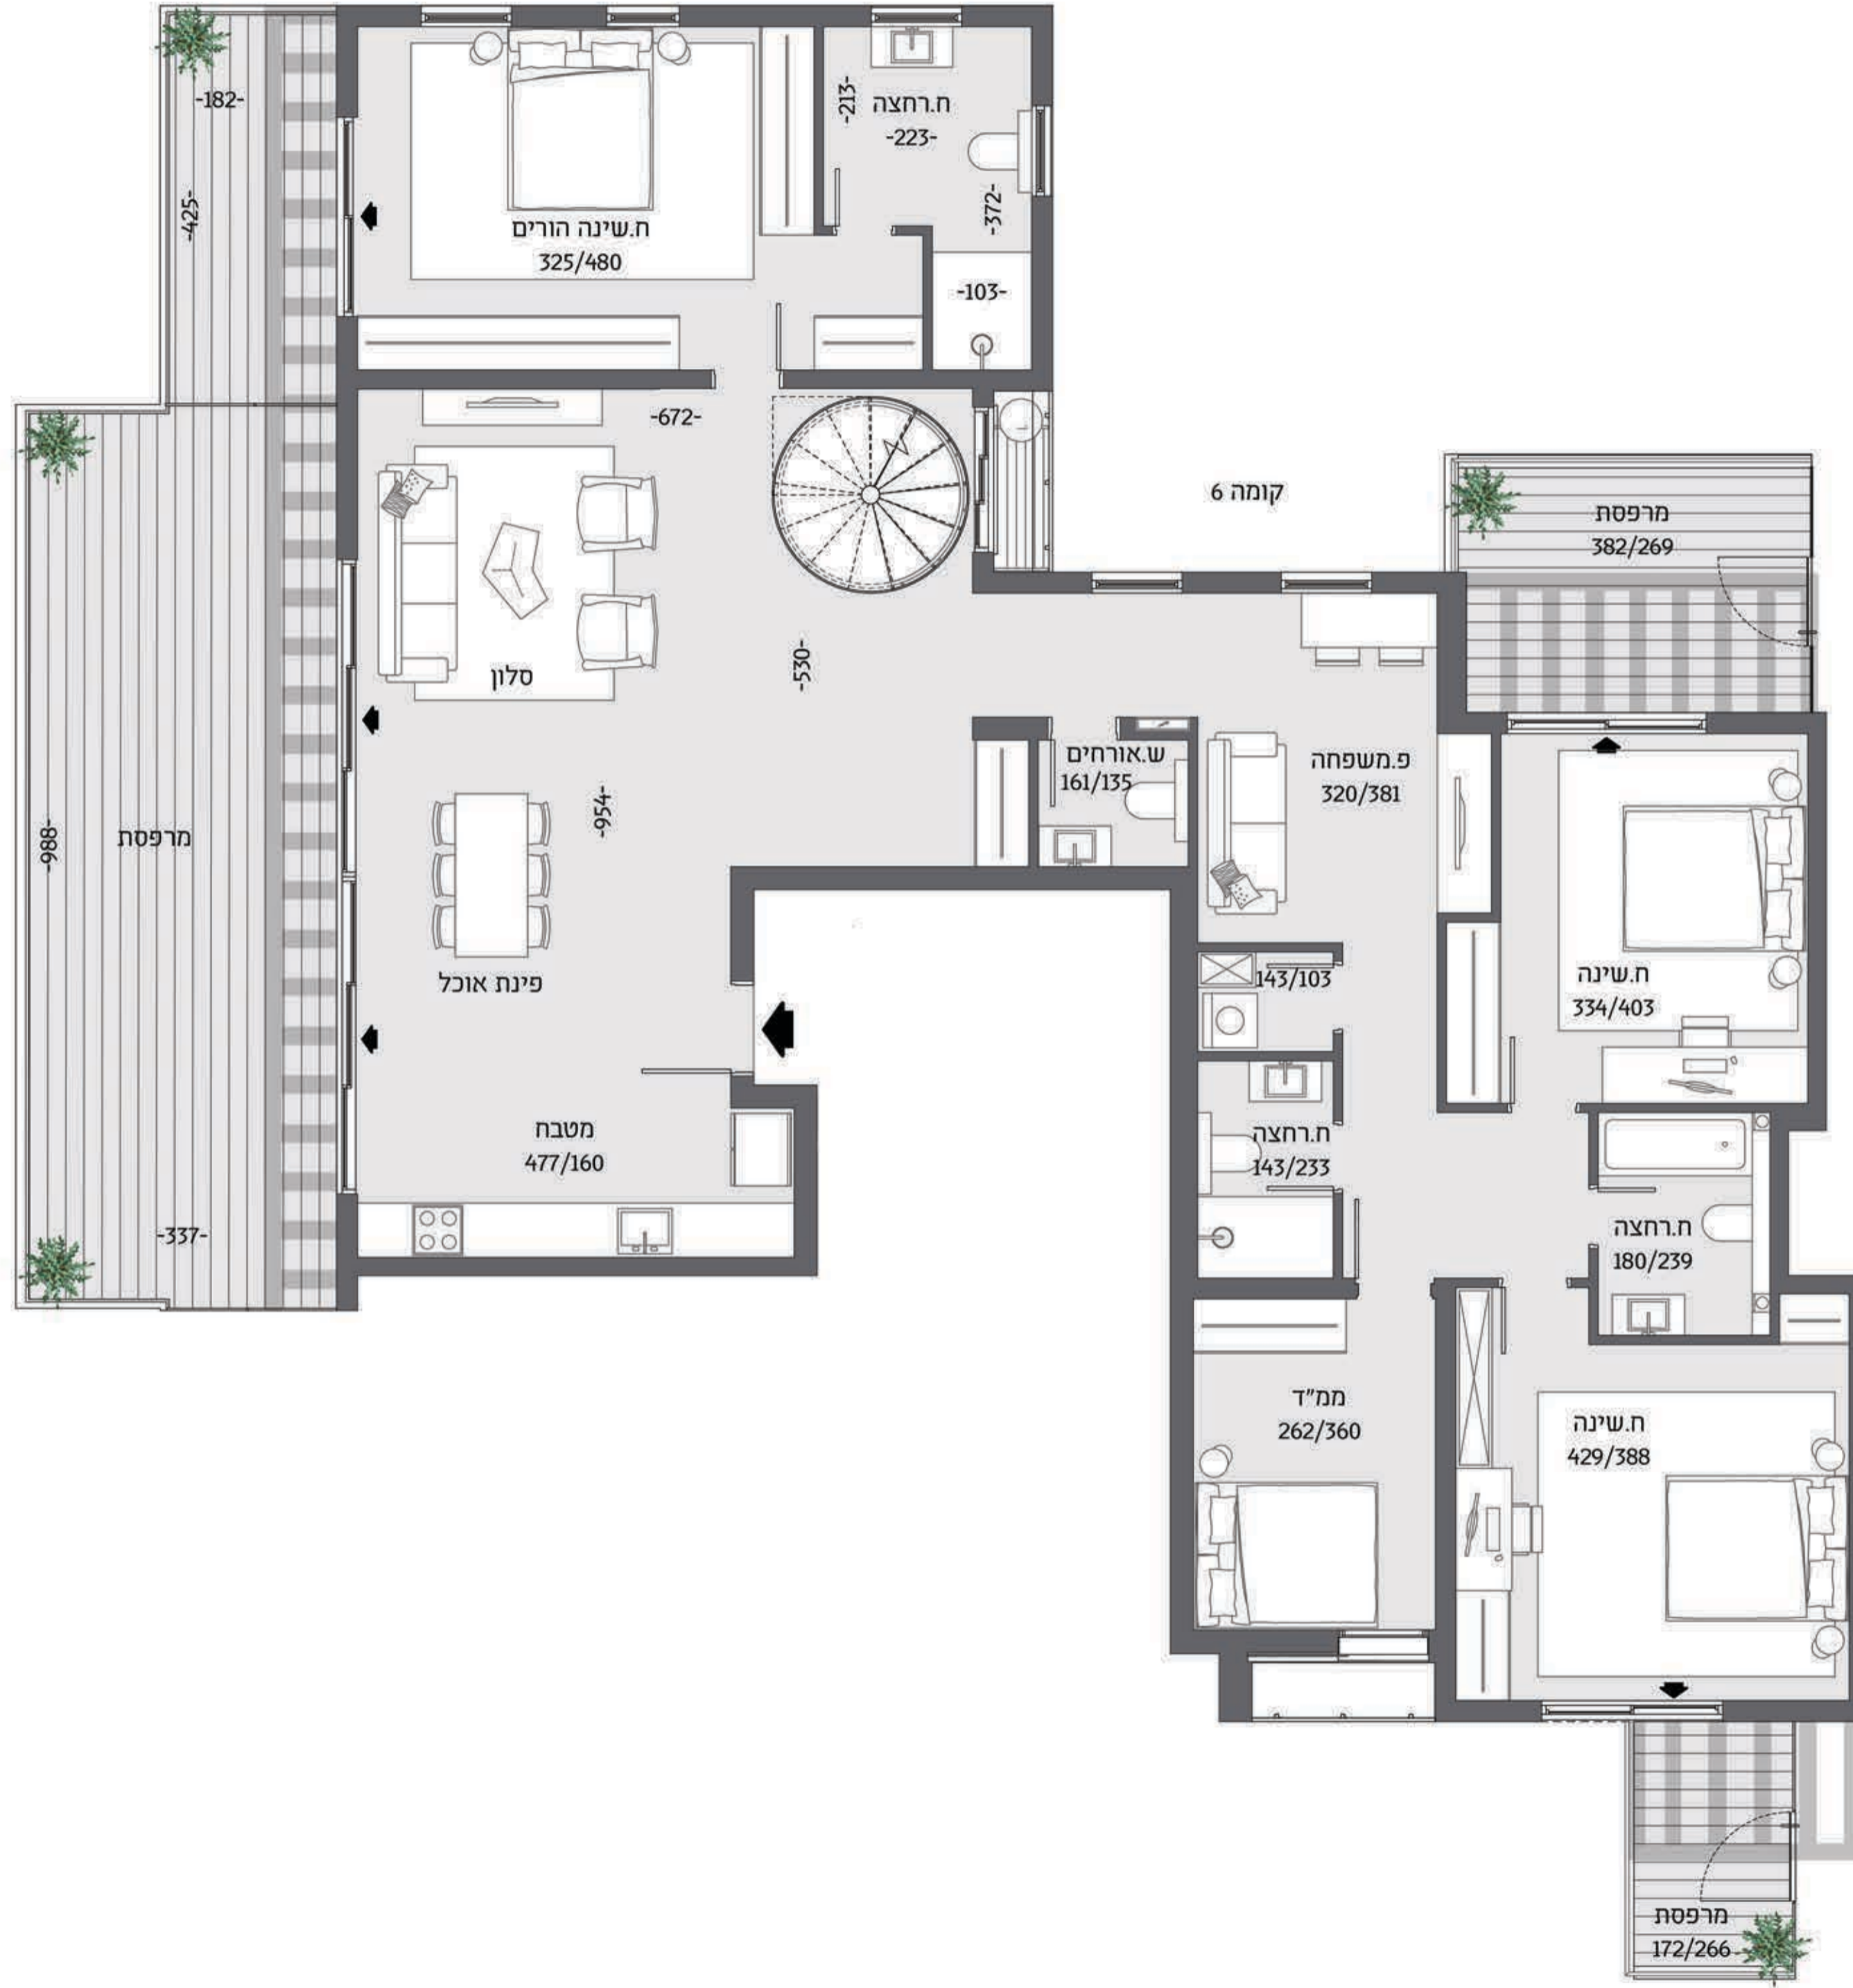 -182-
-425-
-213-
ח.רחצה
-223-
-372-
ח.שינה הורים
325/480
-103-
-672-
קומה 6
מרפסת
382/269
סלון
-530-
ש.אורחים
161/135
פ.משפחה
320/381
-954-
-988-
מרפסת
פינת אוכל
143/103
ח.שינה
334/403
מטבח
477/160
ח.רחצה
143/233
-337-
ח.רחצה
180/239
ממ"ד
262/360
ח.שינה
429/388
מרפסת
172/266